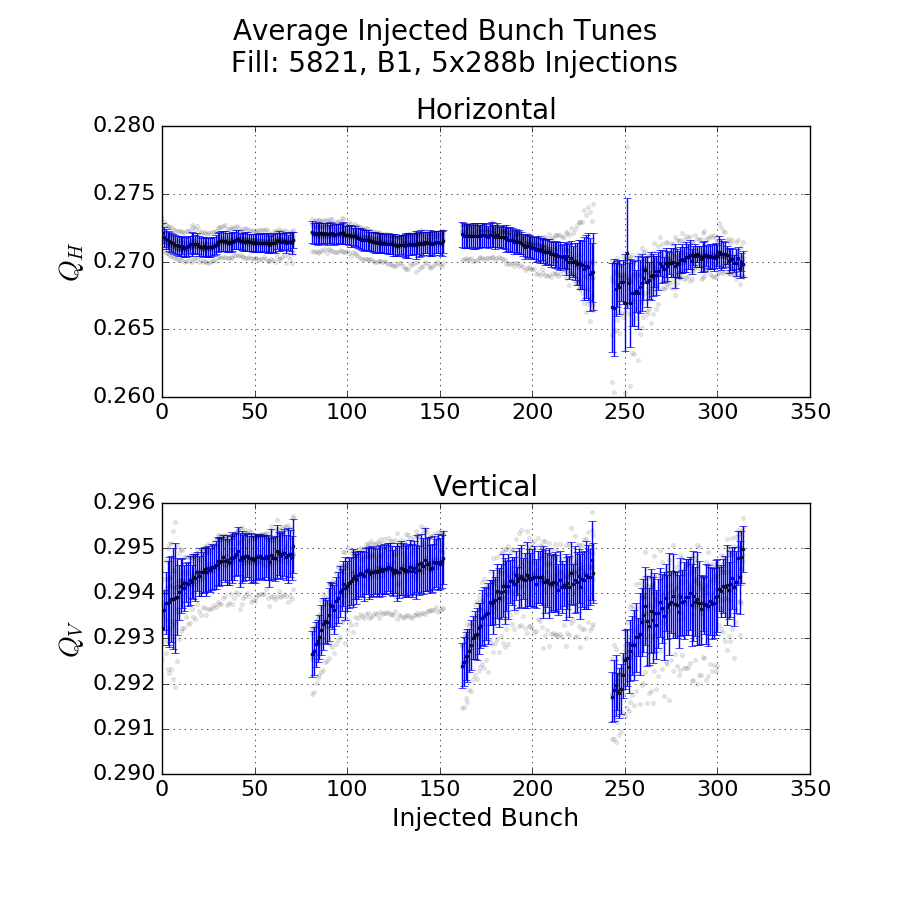 Average Injected Bunch Tunes
Fill: 5821, B1, 5x288b Injections
Horizontal
0.280
0.275
0.270
0.265
0.260
Q_H
0 50 100 150 200 250 300 350
Vertical
0.296
0.295
0.294
0.293
0.292
0.291
0.290
Q_V
0 50 100 150 200 250 300 350
Injected Bunch